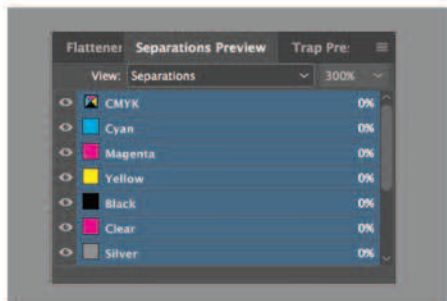 Flattener Separations Preview Trap Pre:
View: Separations 300%
CMYK 0%
Cyan 0%
Magenta 0%
Yellow 0%
Black 0%
Clear 0%
Silver 0%